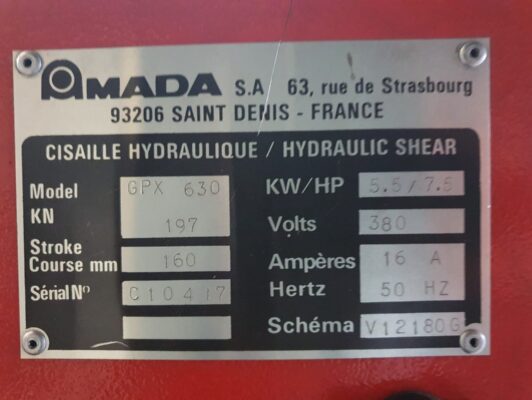 AMADA S.A 63, rue de Strasbourg
93206 SAINT DENIS - FRANCE
CISAILLE HYDRAULIQUE / HYDRAULIC SHEAR
Model GPX 630
KN 197
Stroke
Course mm 160
Sérial Nº C10417
KW/HP 5.5/7.5
Volts 380
Ampères 16 A
Hertz 50 HZ
Schéma V12180G